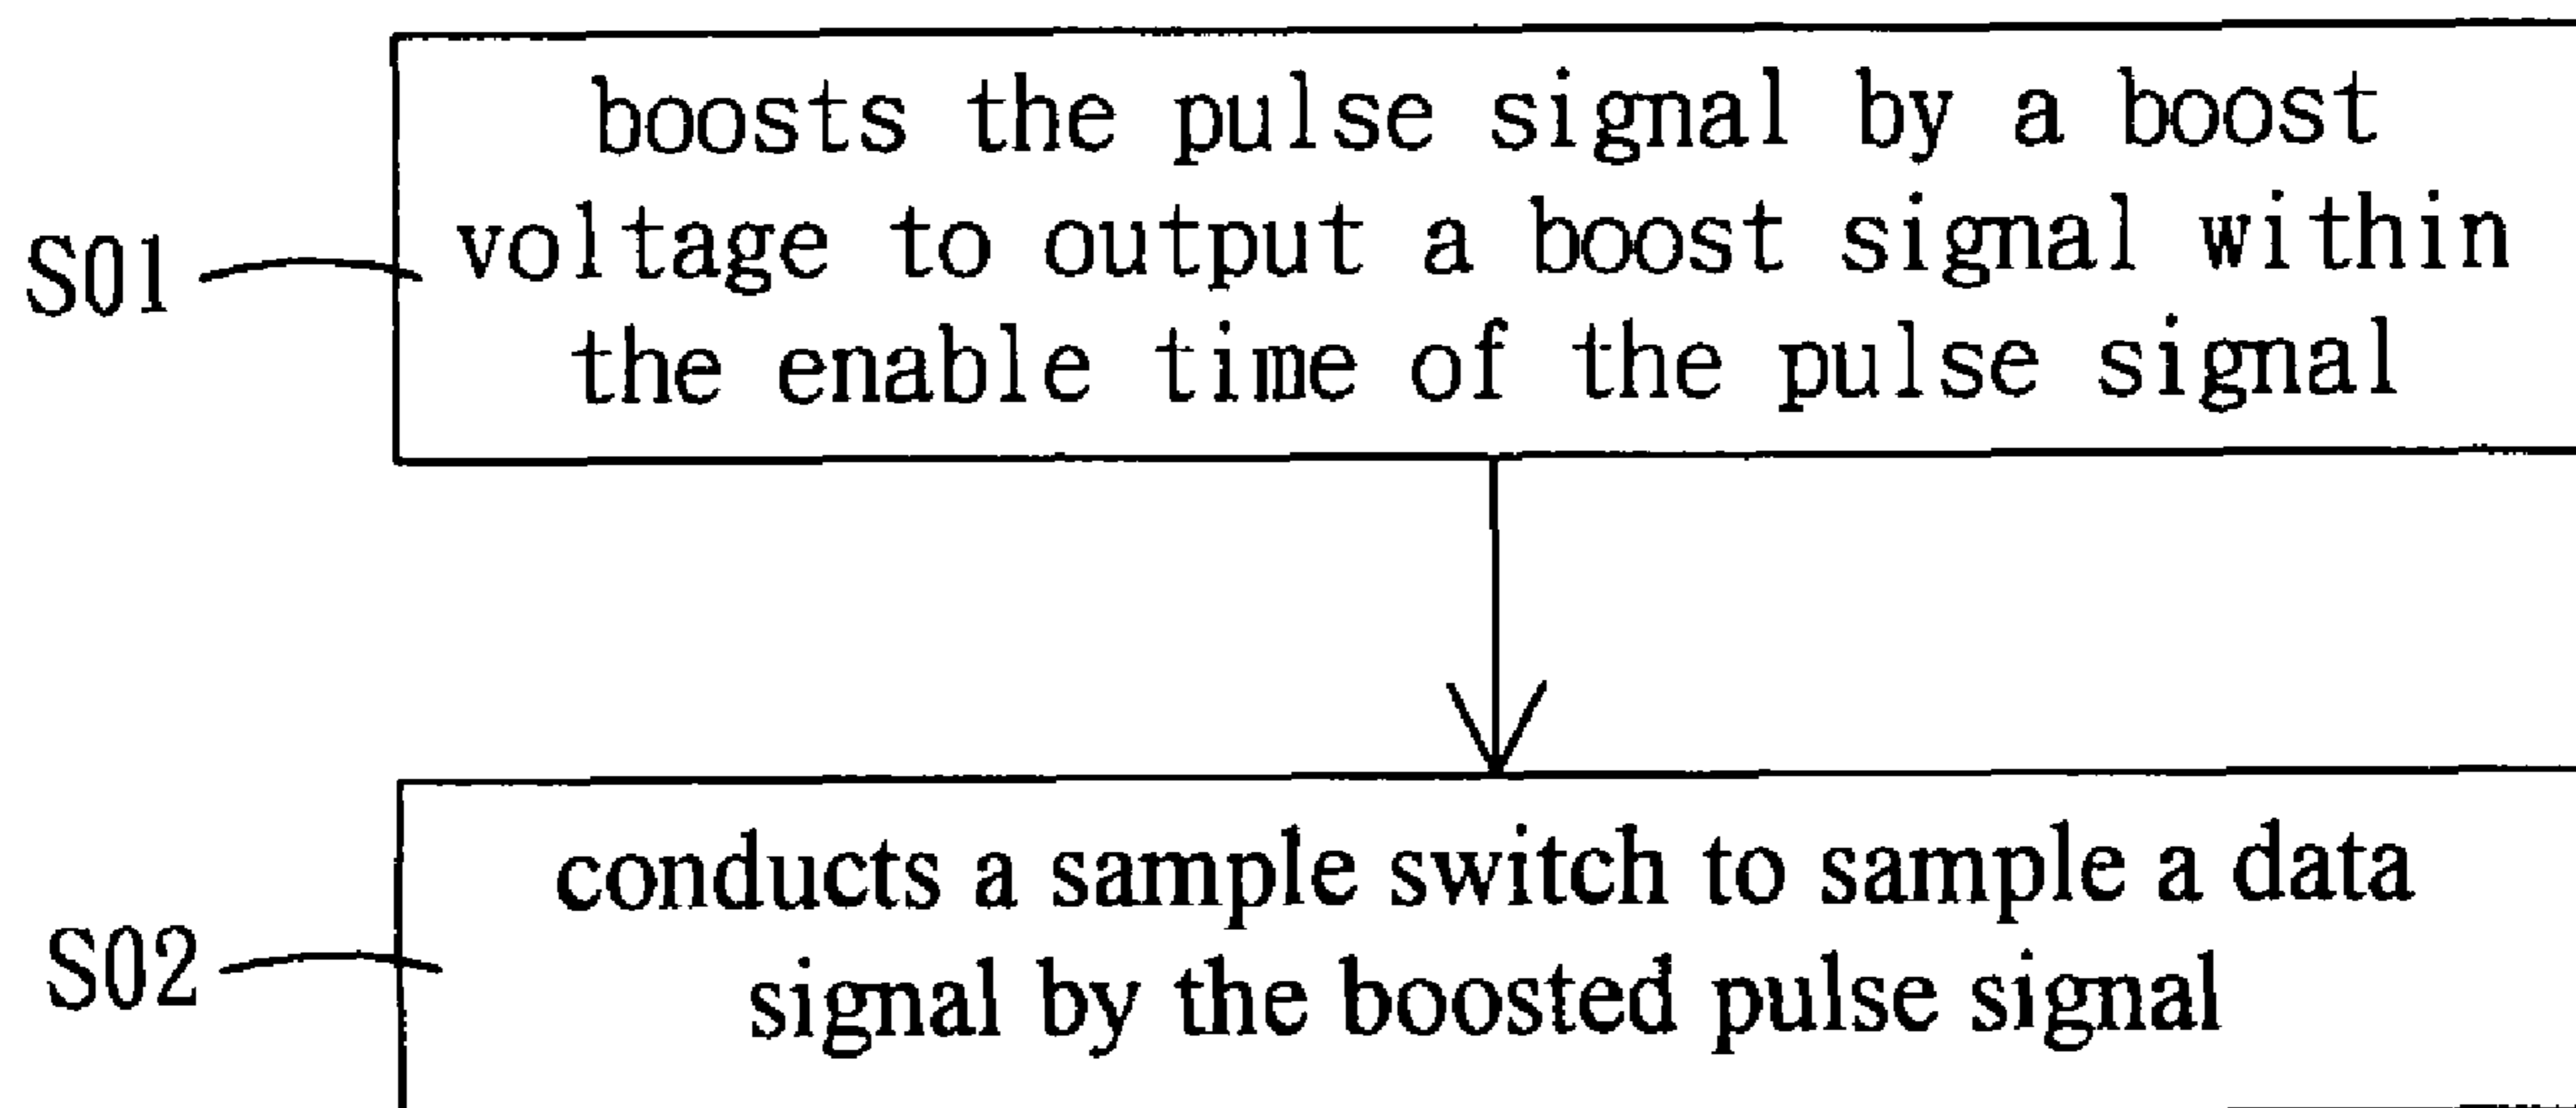 boosts the pulse signal by a boost
voltage to output a boost signal within
the enable time of the pulse signal
S01
conducts a sample switch to sample a data
signal by the boosted pulse signal
S02